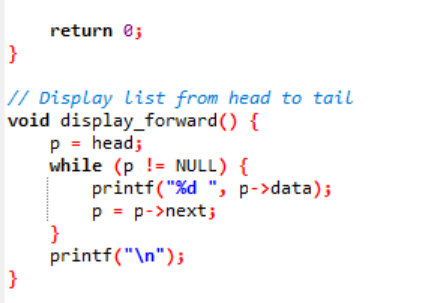 return 0;
}

// Display list from head to tail
void display_forward() {
    p = head;
    while (p != NULL) {
        printf("%d ", p->data);
        p = p->next;
    }
    printf("\n");
}